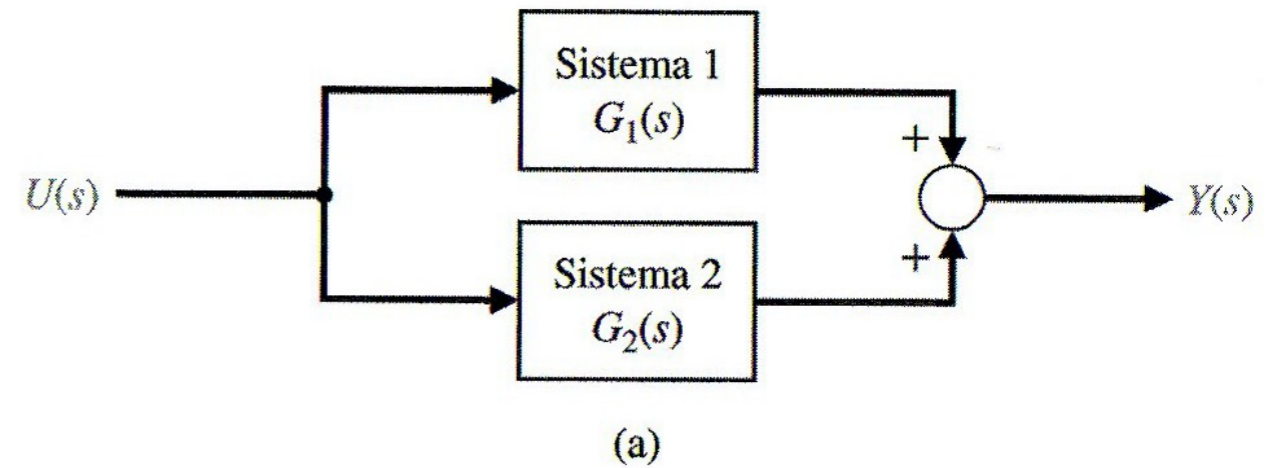 Sistema 1
G₁(s)
+
U(s)
Y(s)
+
Sistema 2
G₂(s)
(a)